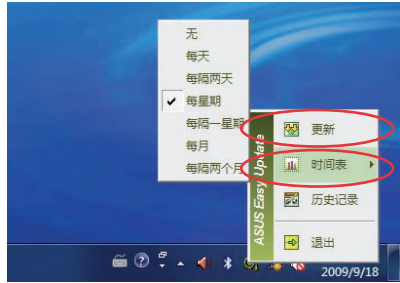 无
每天
每隔两天
每星期
每隔一星期
每月
每隔两个月
ASUS Easy Update
更新
时间表
历史记录
退出
2009/9/18